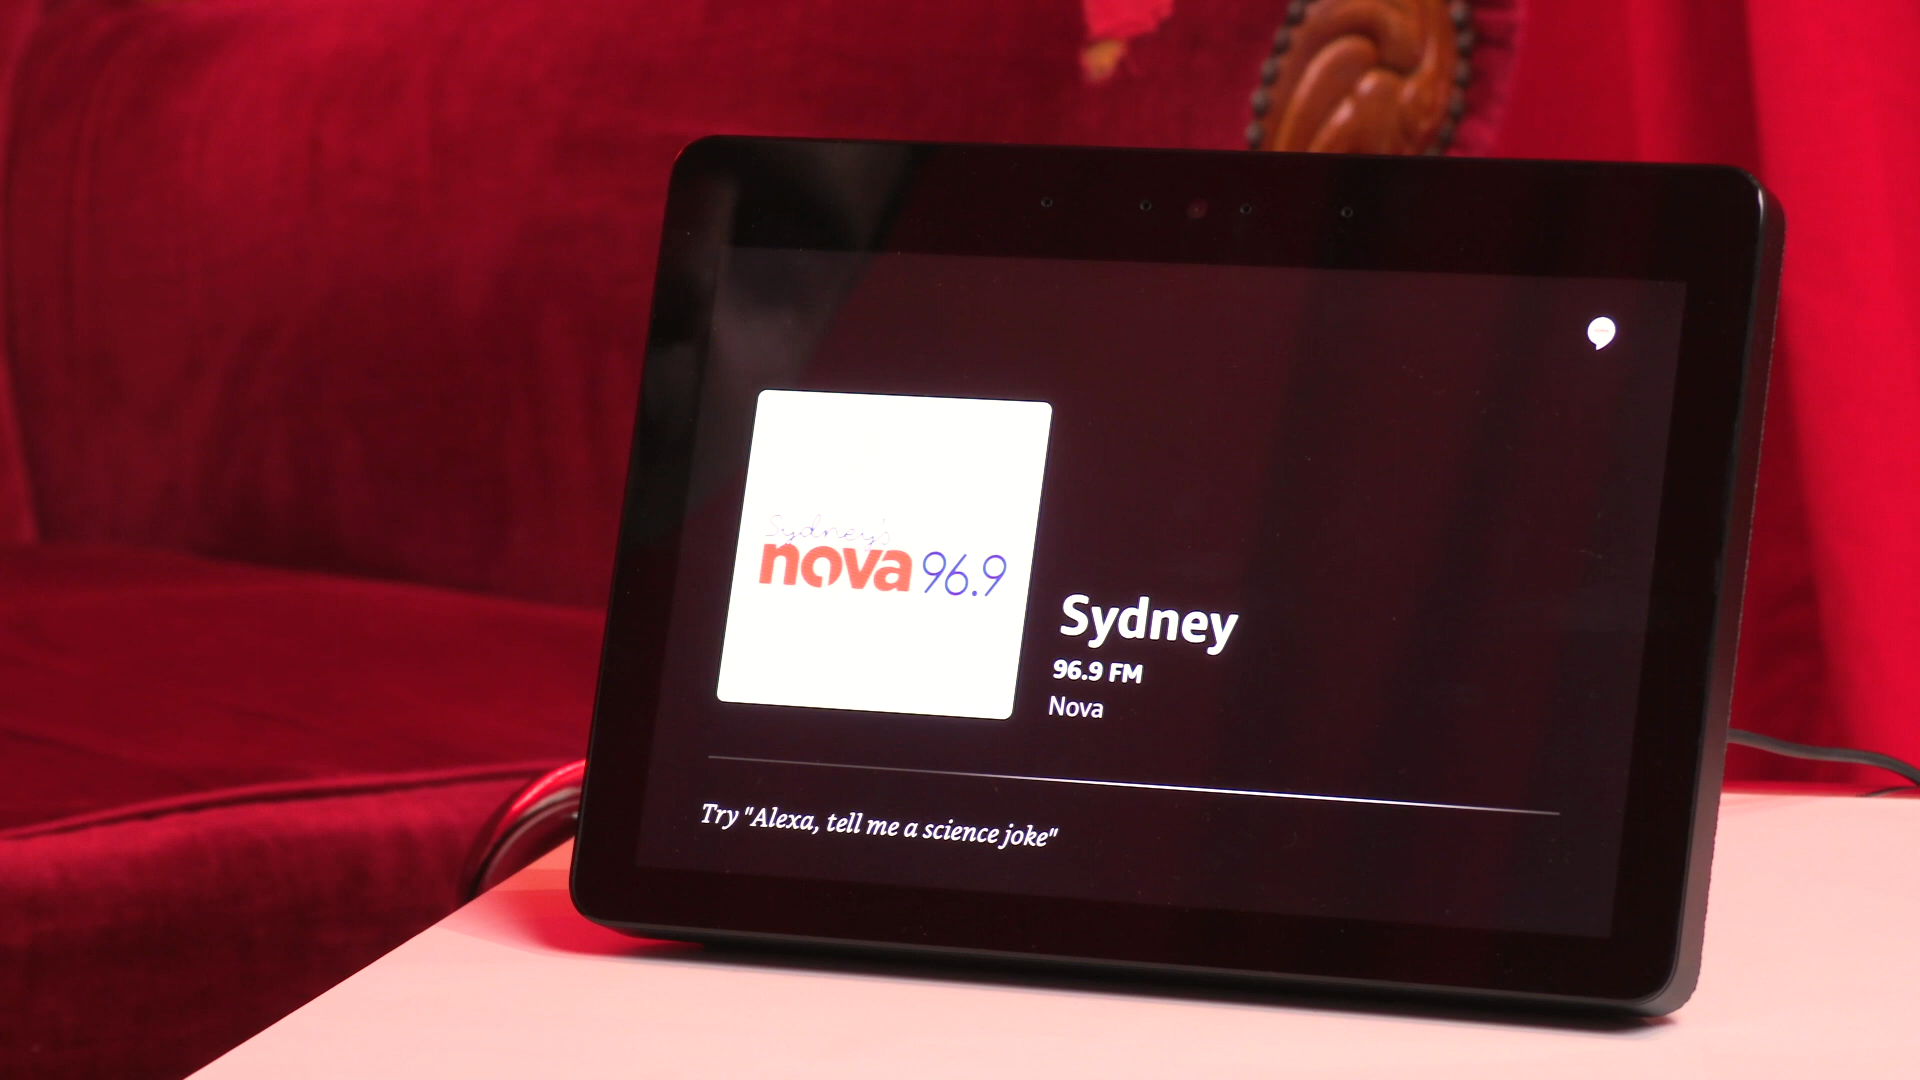 Sydney's
nova 96.9
Sydney
96.9 FM
Nova
Try "Alexa, tell me a science joke"